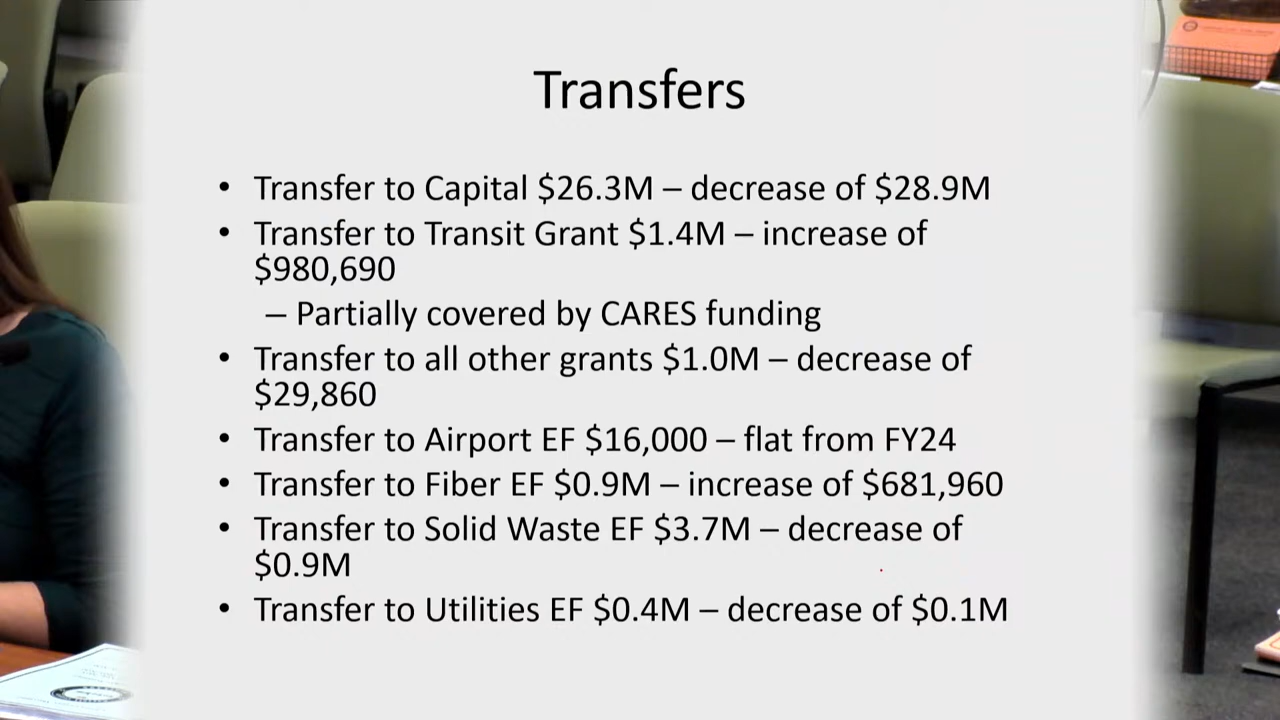 Transfers
• Transfer to Capital $26.3M – decrease of $28.9M
• Transfer to Transit Grant $1.4M – increase of
$980,690
– Partially covered by CARES funding
• Transfer to all other grants $1.0M – decrease of
$29,860
• Transfer to Airport EF $16,000 – flat from FY24
• Transfer to Fiber EF $0.9M – increase of $681,960
• Transfer to Solid Waste EF $3.7M – decrease of
$0.9M
• Transfer to Utilities EF $0.4M – decrease of $0.1M